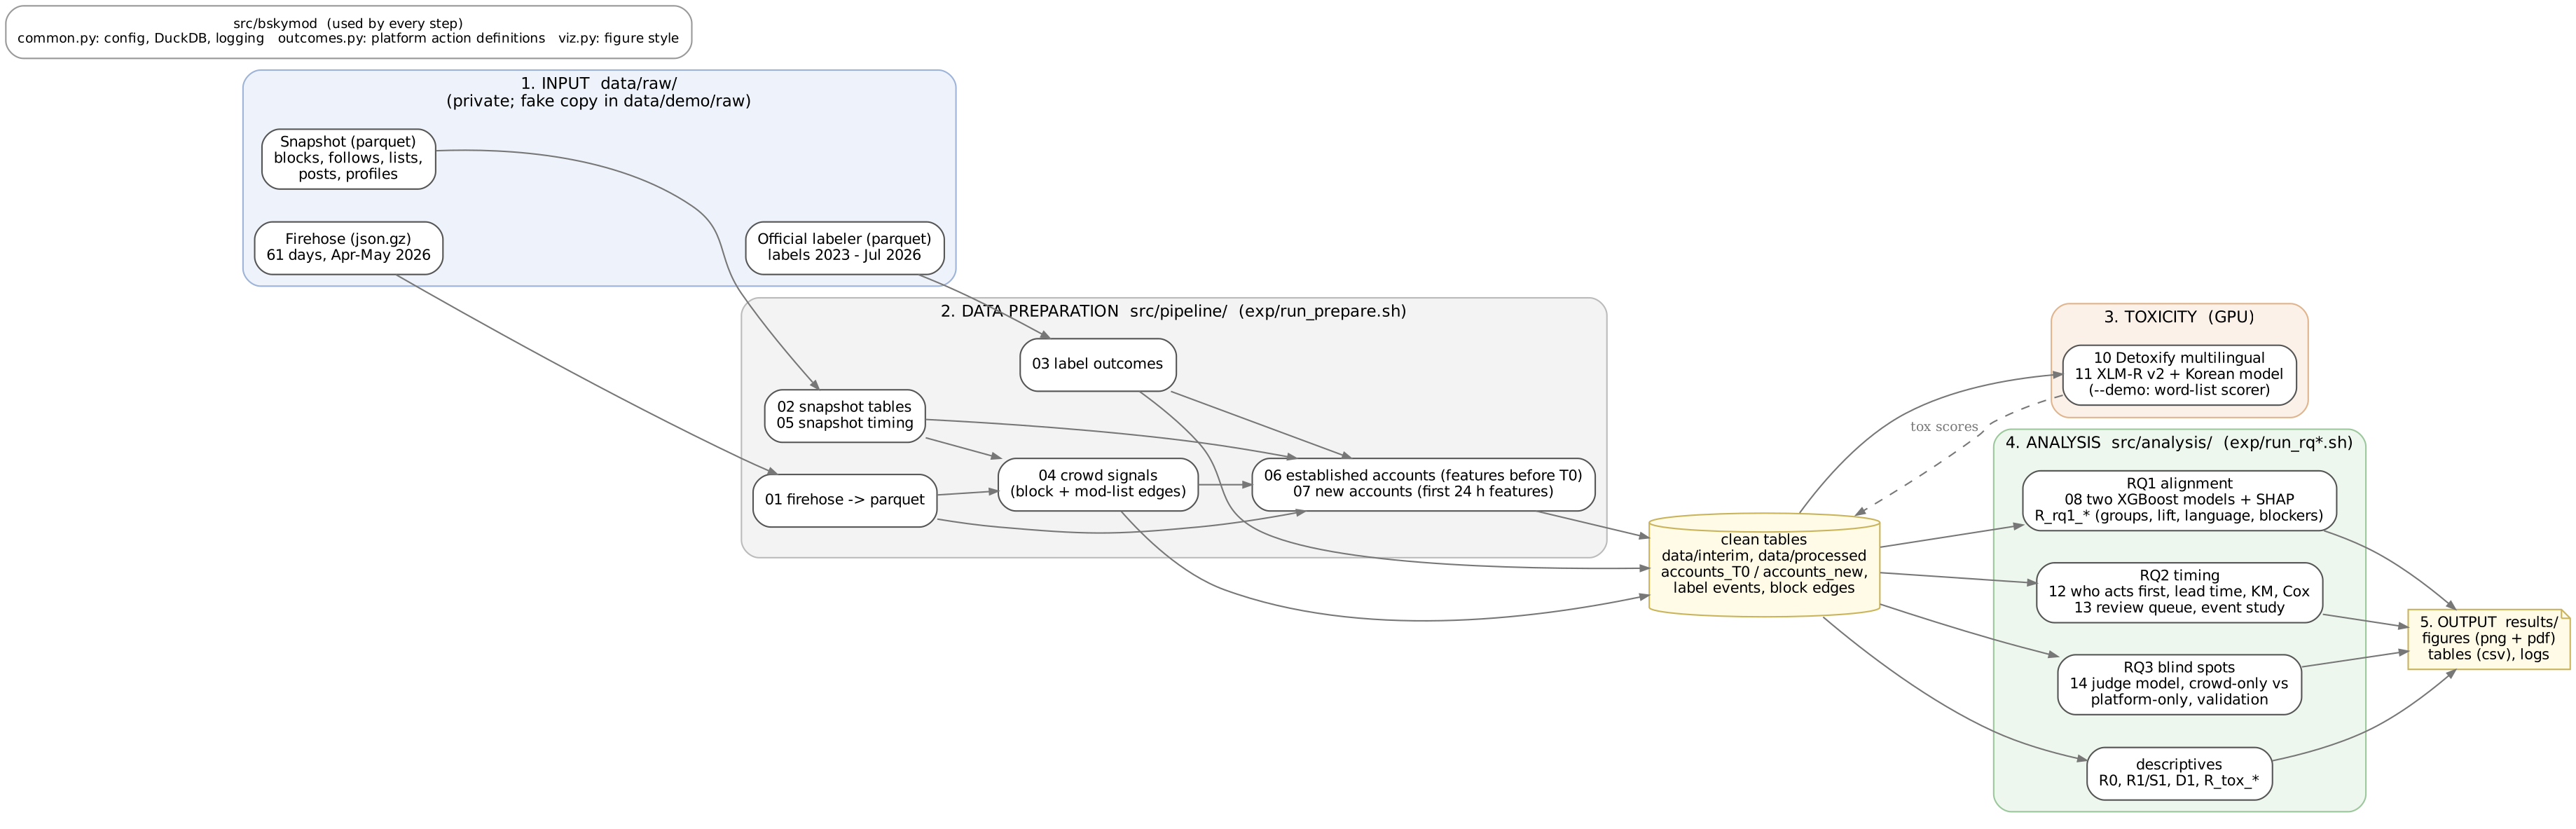 src/bskymod  (used by every step)
common.py: config, DuckDB, logging   outcomes.py: platform action definitions   viz.py: figure style
1. INPUT  data/raw/
(private; fake copy in data/demo/raw)
Snapshot (parquet)
blocks, follows, lists,
posts, profiles
Firehose (json.gz)
61 days, Apr-May 2026
Official labeler (parquet)
labels 2023 - Jul 2026
2. DATA PREPARATION  src/pipeline/  (exp/run_prepare.sh)
03 label outcomes
02 snapshot tables
05 snapshot timing
01 firehose -> parquet
04 crowd signals
(block + mod-list edges)
06 established accounts (features before T0)
07 new accounts (first 24 h features)
clean tables
data/interim, data/processed
accounts_T0 / accounts_new,
label events, block edges
3. TOXICITY  (GPU)
10 Detoxify multilingual
11 XLM-R v2 + Korean model
(--demo: word-list scorer)
tox scores
4. ANALYSIS  src/analysis/  (exp/run_rq*.sh)
RQ1 alignment
08 two XGBoost models + SHAP
R_rq1_* (groups, lift, language, blockers)
RQ2 timing
12 who acts first, lead time, KM, Cox
13 review queue, event study
RQ3 blind spots
14 judge model, crowd-only vs
platform-only, validation
descriptives
R0, R1/S1, D1, R_tox_*
5. OUTPUT  results/
figures (png + pdf)
tables (csv), logs